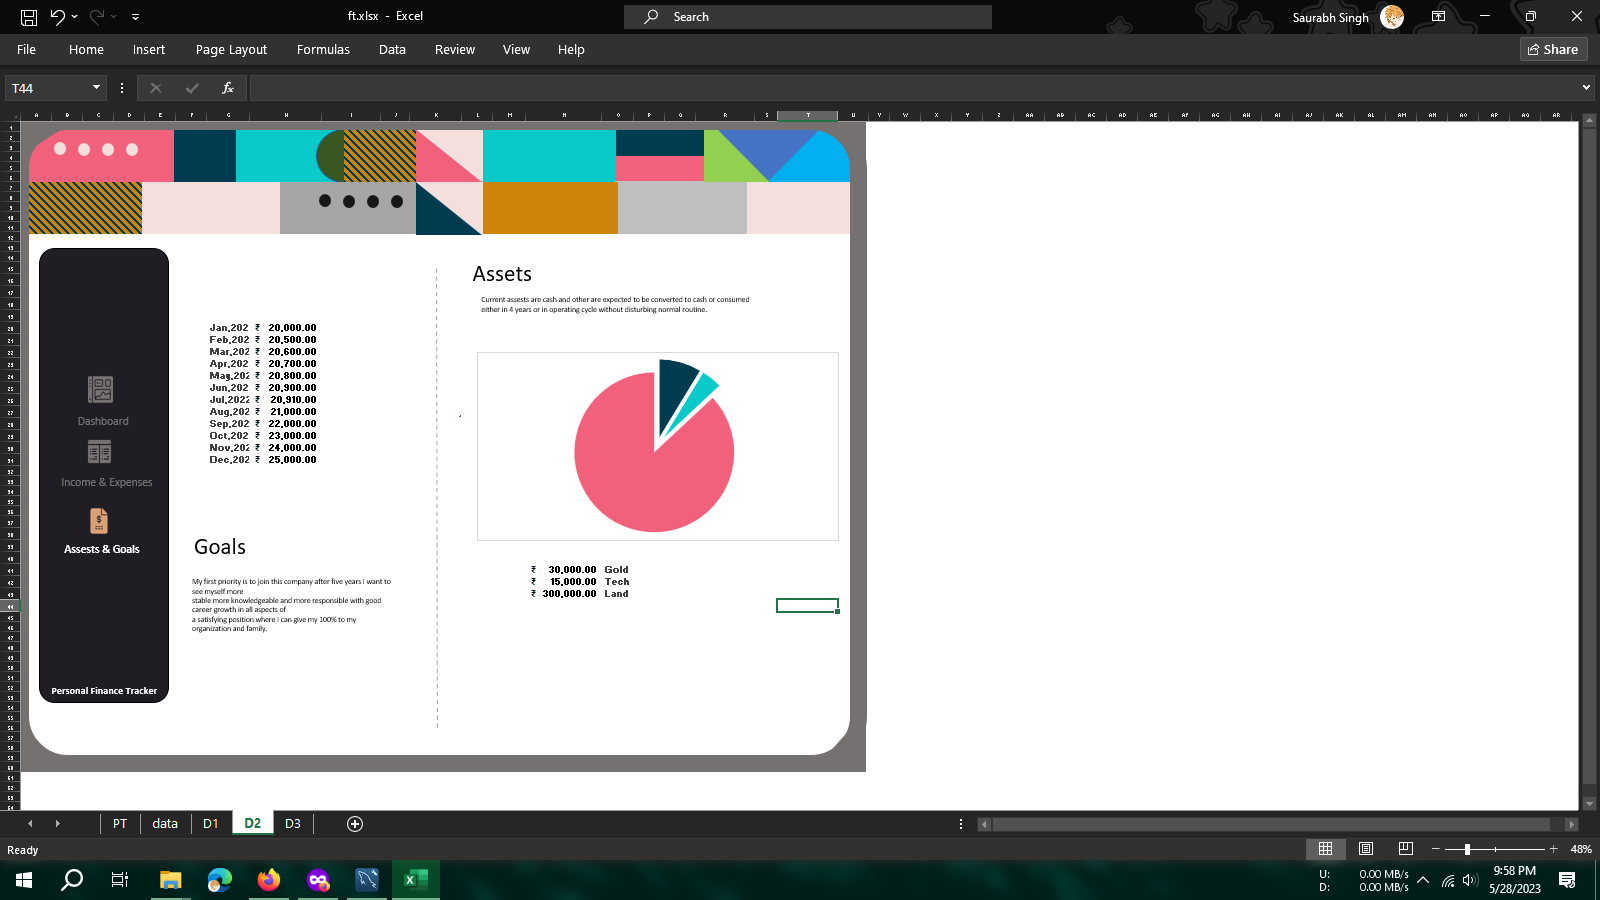 ft.xlsx - Excel
Search
Saurabh Singh
File Home Insert Page Layout Formulas Data Review View Help
Share
T44
fx
Assets
Current assests are cash and other are expected to be converted to cash or consumed
either in 4 years or in operating cycle without disturbing normal routine.
Jan,202 ₹ 20,000.00
Feb,202 ₹ 20,500.00
Mar,202 ₹ 20,600.00
Apr,202 ₹ 20,700.00
May,202 ₹ 20,800.00
Jun,202 ₹ 20,900.00
Jul,2022 ₹ 20,910.00
Aug,202 ₹ 21,000.00
Sep,202 ₹ 22,000.00
Oct,202 ₹ 23,000.00
Nov,202 ₹ 24,000.00
Dec,202 ₹ 25,000.00
Dashboard
Income & Expenses
Assests & Goals
Personal Finance Tracker
Goals
My first priority is to join this company after five years I want to
see myself more
stable more knowledgeable and more responsible with good
career growth in all aspects of
a satisfying position where I can give my 100% to my
organization and family.
₹ 30,000.00 Gold
₹ 15,000.00 Tech
₹ 300,000.00 Land
PT data D1 D2 D3
Ready
48%
U: 0.00 MB/s
D: 0.00 MB/s
9:58 PM
5/28/2023